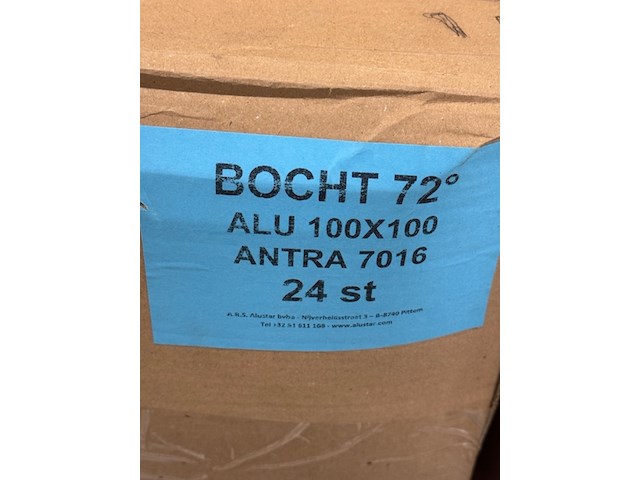 BOCHT 72°
ALU 100X100
ANTRA 7016
24 st
A.R.S. Alustar bvba - Nijverheidsstraat 3 – B-8740 Pittem
Tel +32 51 611 108 - www.alustar.com